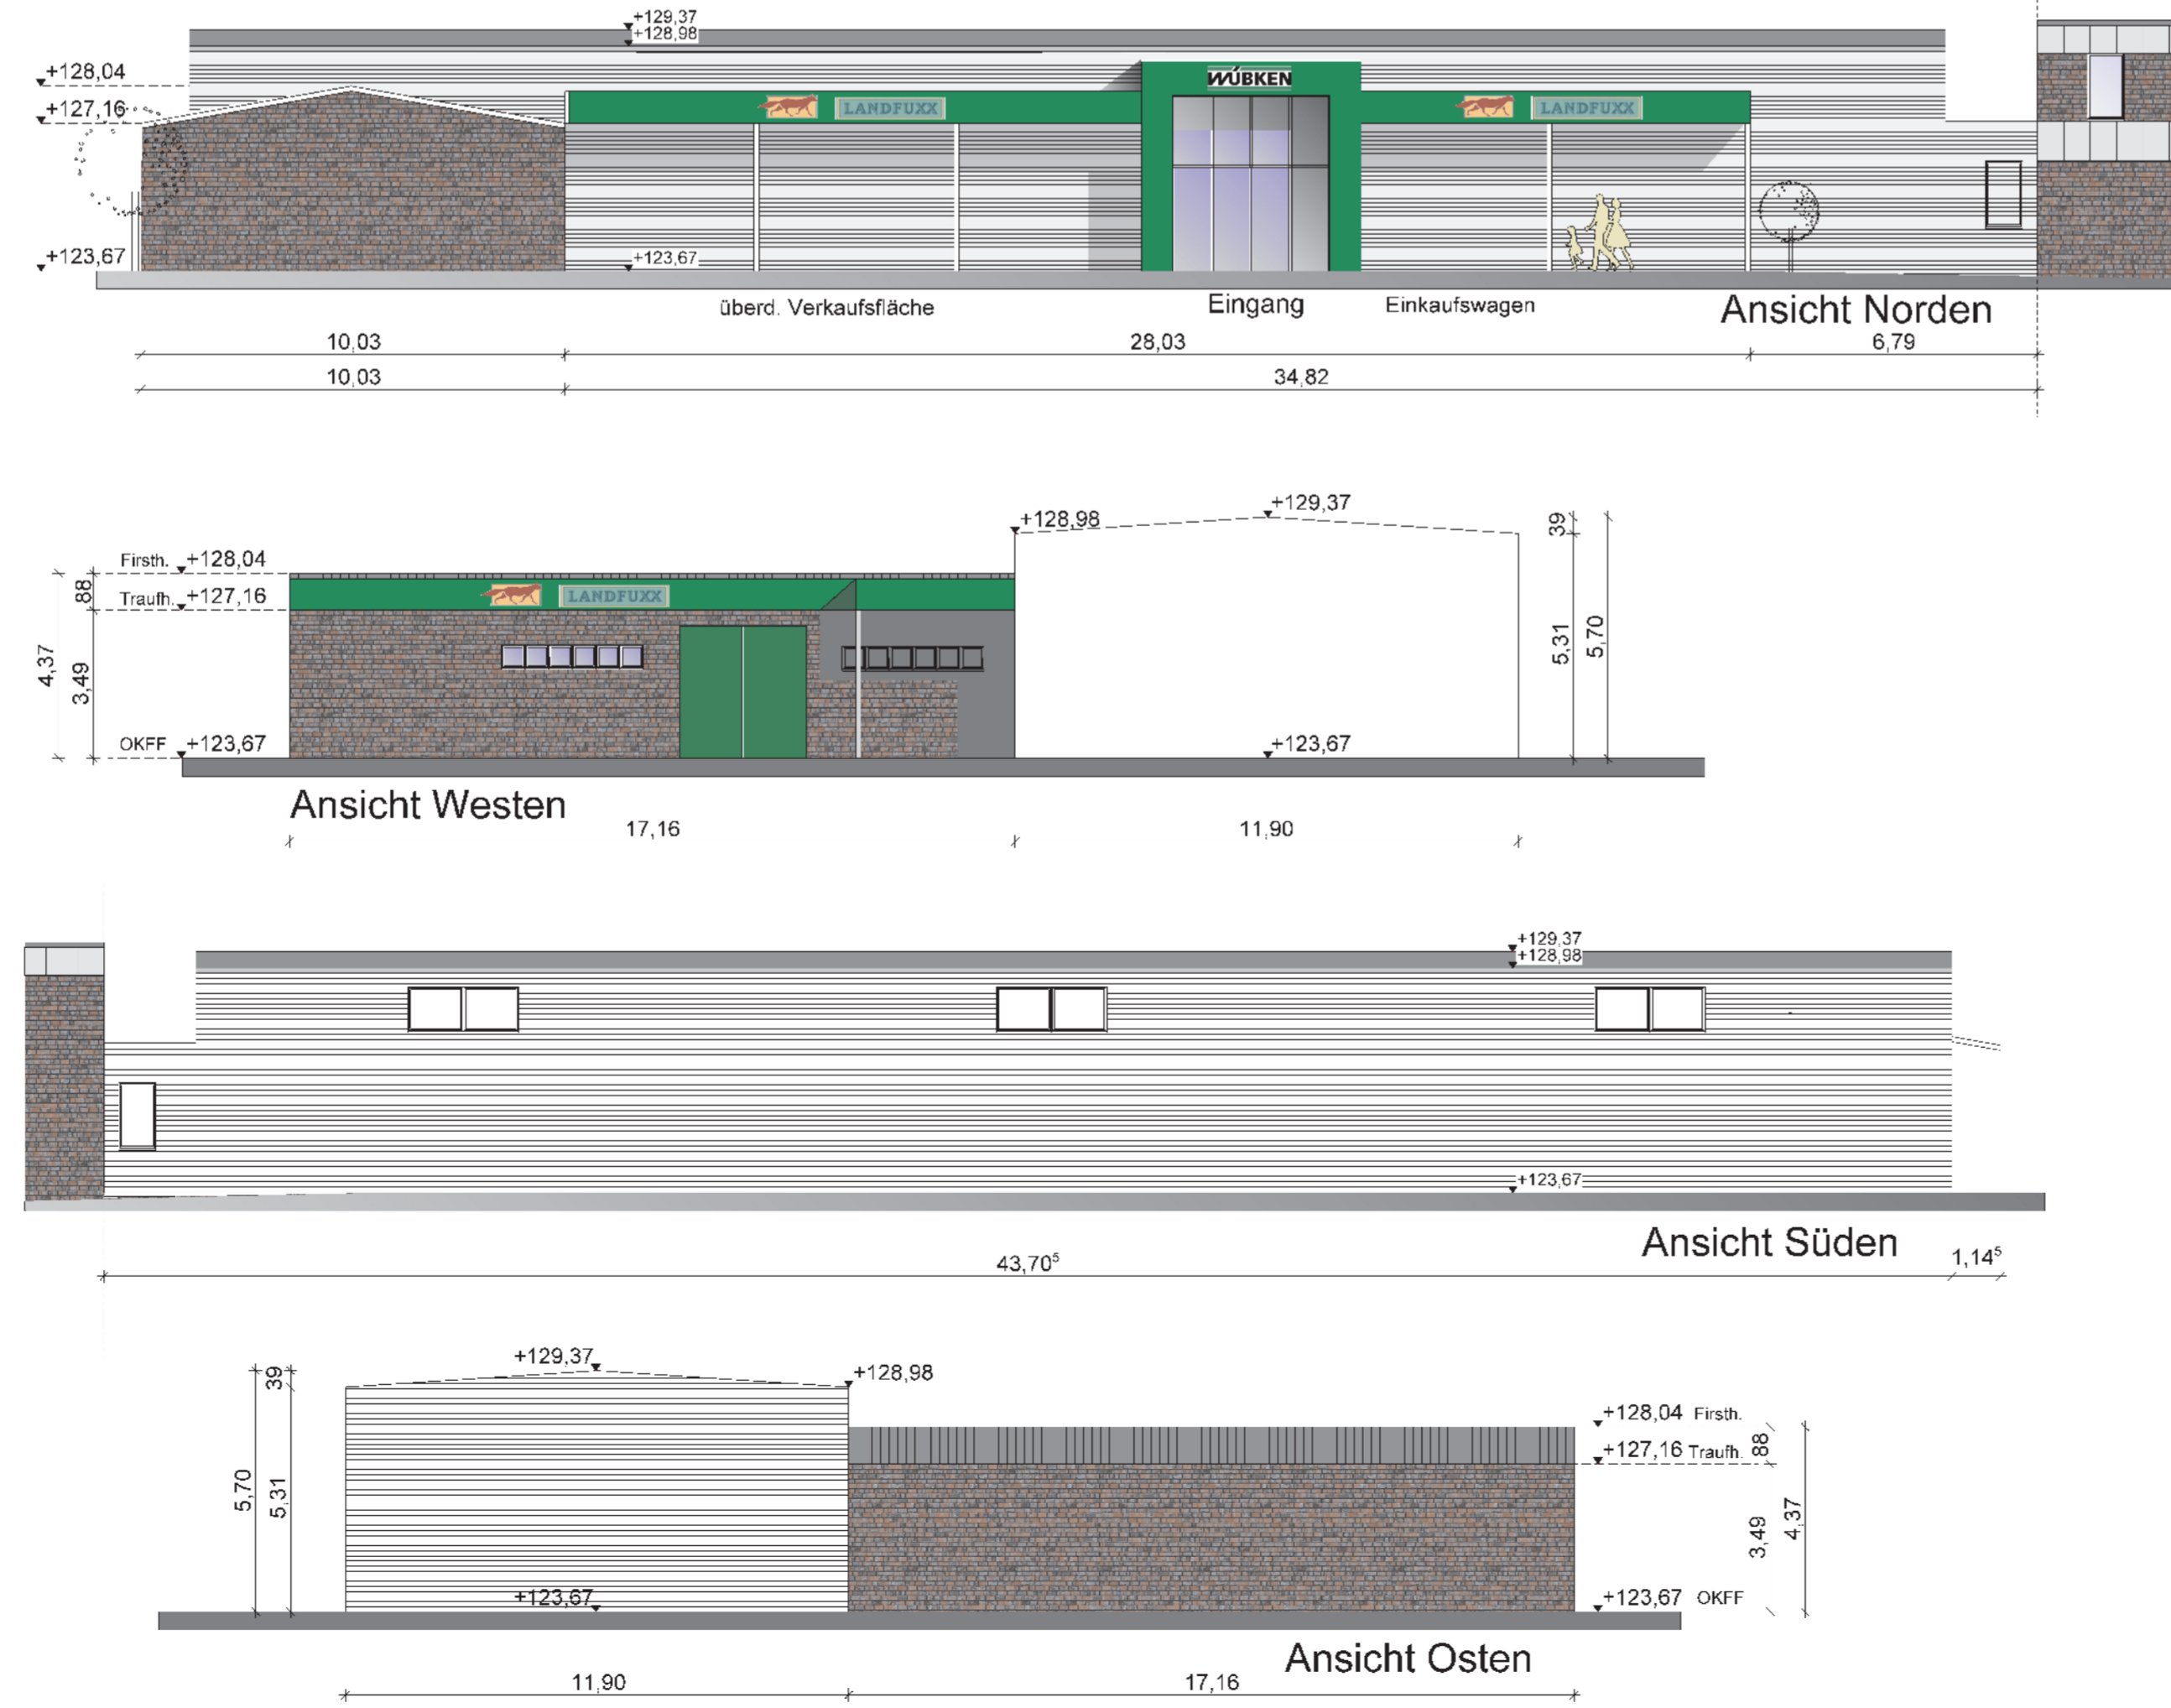 +129,37
+128,98
+128,04
+127,16
WÜBKEN
LANDFUXX
LANDFUXX
+123,67
+123,67
überd. Verkaufsfläche
Eingang
Einkaufswagen
Ansicht Norden
10,03
28,03
6,79
10,03
34,82
+129,37
+128,98
39
Firsth. +128,04
88
Traufh. +127,16
LANDFUXX
5,31
5,70
4,37
3,49
OKFF +123,67
+123,67
Ansicht Westen
17,16
11,90
+129,37
+128,98
+123,67
Ansicht Süden
43,70⁵
1,14⁵
+129,37
39
+128,98
+128,04 Firsth.
+127,16 Traufh.
88
5,70
5,31
3,49
4,37
+123,67
+123,67 OKFF
Ansicht Osten
11,90
17,16